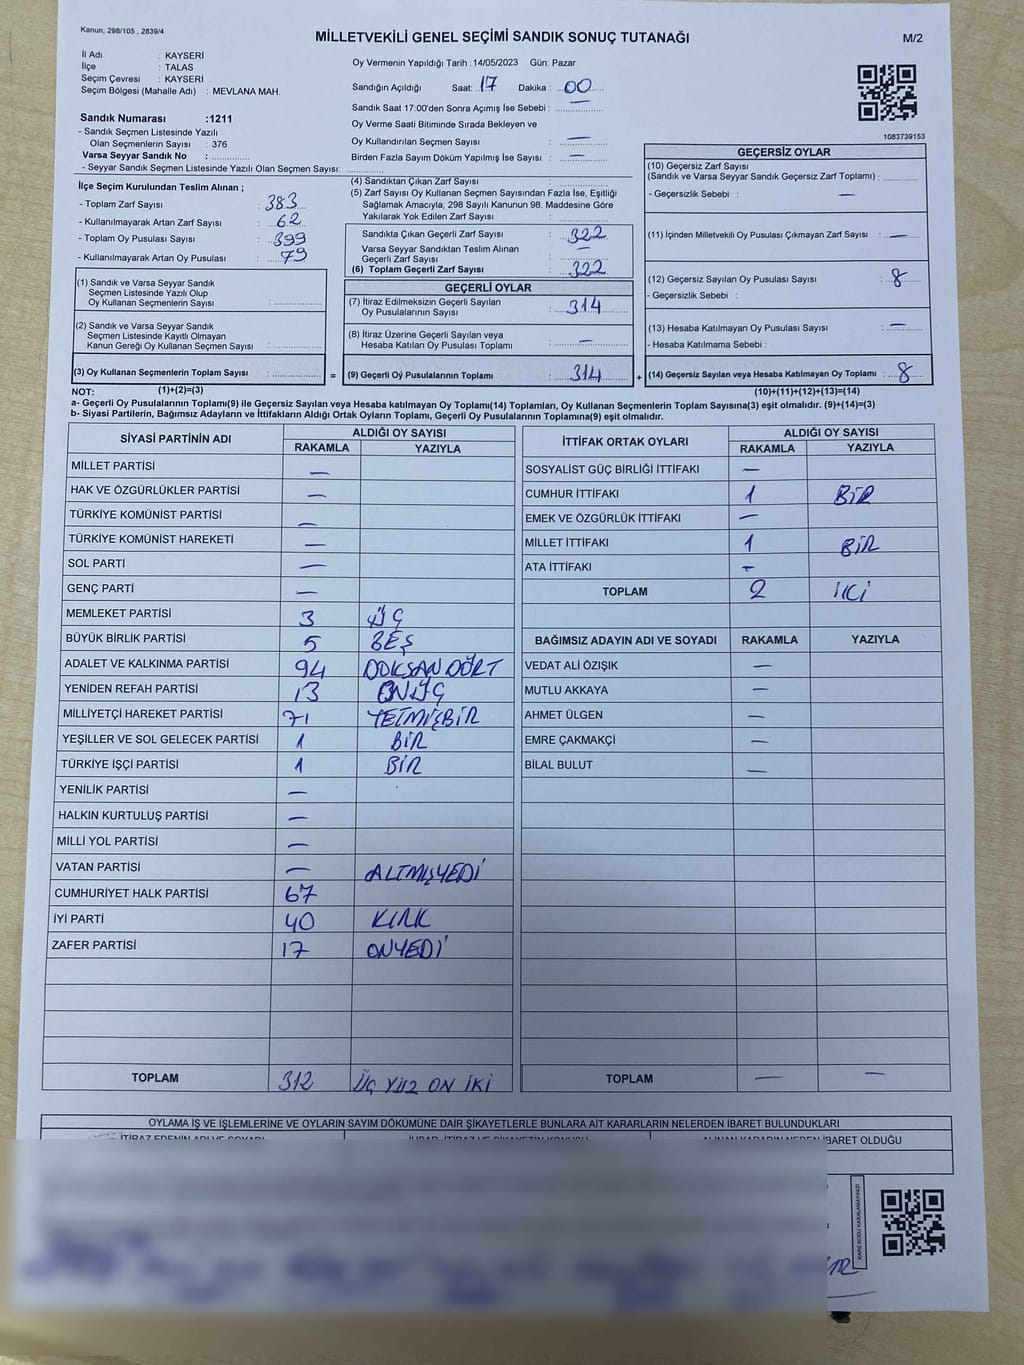 Kanun, 298/105 , 2839/4
MİLLETVEKİLİ GENEL SEÇİMİ SANDIK SONUÇ TUTANAĞI
M/2
İl Adı : KAYSERİ
İlçe : TALAS
Seçim Çevresi : KAYSERİ
Seçim Bölgesi (Mahalle Adı) : MEVLANA MAH.
Sandık Numarası :1211
- Sandık Seçmen Listesinde Yazılı
Olan Seçmenlerin Sayısı : 376
Varsa Seyyar Sandık No :
- Seyyar Sandık Seçmen Listesinde Yazılı Olan Seçmen Sayısı:
Oy Vermenin Yapıldığı Tarih :14/05/2023 Gün: Pazar
Sandığın Açıldığı Saat: 17 Dakika : 00
Sandık Saat 17:00'den Sonra Açımış İse Sebebi : —
Oy Verme Saati Bitiminde Sırada Bekleyen ve
Oy Kullandırılan Seçmen Sayısı : —
Birden Fazla Sayım Döküm Yapılmış İse Sayısı : —
1083739153
İlçe Seçim Kurulundan Teslim Alınan ;
- Toplam Zarf Sayısı : 383
- Kullanılmayarak Artan Zarf Sayısı : 62
- Toplam Oy Pusulası Sayısı : 399
- Kullanılmayarak Artan Oy Pusulası : 79
(1) Sandık ve Varsa Seyyar Sandık
Seçmen Listesinde Yazılı Olup
Oy Kullanan Seçmenlerin Sayısı :
(2) Sandık ve Varsa Seyyar Sandık
Seçmen Listesinde Kayıtlı Olmayan
Kanun Gereği Oy Kullanan Seçmen Sayısı :
(3) Oy Kullanan Seçmenlerin Toplam Sayısı : =
(4) Sandıktan Çıkan Zarf Sayısı :
(5) Zarf Sayısı Oy Kullanan Seçmen Sayısından Fazla İse, Eşitliği
Sağlamak Amacıyla; 298 Sayılı Kanunun 98. Maddesine Göre
Yakılarak Yok Edilen Zarf Sayısı :
Sandıkta Çıkan Geçerli Zarf Sayısı : 322
Varsa Seyyar Sandıktan Teslim Alınan
Geçerli Zarf Sayısı : —
(6) Toplam Geçerli Zarf Sayısı : 322
GEÇERLİ OYLAR
(7) İtiraz Edilmeksizin Geçerli Sayılan
Oy Pusulalarının Sayısı : 314
(8) İtiraz Üzerine Geçerli Sayılan veya
Hesaba Katılan Oy Pusulası Toplamı : —
(9) Geçerli Oy Pusulalarının Toplamı : 314 +
GEÇERSİZ OYLAR
(10) Geçersiz Zarf Sayısı
(Sandık ve Varsa Seyyar Sandık Geçersiz Zarf Toplamı) :
- Geçersizlik Sebebi : —
(11) İçinden Milletvekili Oy Pusulası Çıkmayan Zarf Sayısı : —
(12) Geçersiz Sayılan Oy Pusulası Sayısı : 8
- Geçersizlik Sebebi :
(13) Hesaba Katılmayan Oy Pusulası Sayısı : —
- Hesaba Katılmama Sebebi :
(14) Geçersiz Sayılan veya Hesaba Katılmayan Oy Toplamı : 8
NOT: (1)+(2)=(3) (10)+(11)+(12)+(13)=(14)
a- Geçerli Oy Pusulalarının Toplamı(9) ile Geçersiz Sayılan veya Hesaba katılmayan Oy Toplamı(14) Toplamları, Oy Kullanan Seçmenlerin Toplam Sayısına(3) eşit olmalıdır. (9)+(14)=(3)
b- Siyasi Partilerin, Bağımsız Adayların ve İttifakların Aldığı Ortak Oyların Toplamı, Geçerli Oy Pusulalarının Toplamına(9) eşit olmalıdır.
SİYASİ PARTİNİN ADI ALDIĞI OY SAYISI
RAKAMLA YAZIYLA
MİLLET PARTİSİ —
HAK VE ÖZGÜRLÜKLER PARTİSİ —
TÜRKİYE KOMÜNİST PARTİSİ —
TÜRKİYE KOMÜNİST HAREKETİ —
SOL PARTİ —
GENÇ PARTİ —
MEMLEKET PARTİSİ 3 ÜÇ
BÜYÜK BİRLİK PARTİSİ 5 BEŞ
ADALET VE KALKINMA PARTİSİ 94 DOKSAN DÖRT
YENİDEN REFAH PARTİSİ 13 ONÜÇ
MİLLİYETÇİ HAREKET PARTİSİ 71 YETMİŞBİR
YEŞİLLER VE SOL GELECEK PARTİSİ 1 BİR
TÜRKİYE İŞÇİ PARTİSİ 1 BİR
YENİLİK PARTİSİ —
HALKIN KURTULUŞ PARTİSİ —
MİLLİ YOL PARTİSİ —
VATAN PARTİSİ — ALTMIŞYEDİ
CUMHURİYET HALK PARTİSİ 67
İYİ PARTİ 40 KIRK
ZAFER PARTİSİ 17 ONYEDİ
TOPLAM 312 ÜÇ YÜZ ON İKİ
İTTİFAK ORTAK OYLARI ALDIĞI OY SAYISI
RAKAMLA YAZIYLA
SOSYALİST GÜÇ BİRLİĞİ İTTİFAKI —
CUMHUR İTTİFAKI 1 BİR
EMEK VE ÖZGÜRLÜK İTTİFAKI —
MİLLET İTTİFAKI 1 BİR
ATA İTTİFAKI —
TOPLAM 2 İKİ
BAĞIMSIZ ADAYIN ADI VE SOYADI RAKAMLA YAZIYLA
VEDAT ALİ ÖZIŞIK —
MUTLU AKKAYA —
AHMET ÜLGEN —
EMRE ÇAKMAKÇİ —
BİLAL BULUT —
TOPLAM — —
OYLAMA İŞ VE İŞLEMLERİNE VE OYLARIN SAYIM DÖKÜMÜNE DAİR ŞİKAYETLERLE BUNLARA AİT KARARLARIN NELERDEN İBARET BULUNDUKLARI
İBARET OLDUĞU
KARE KODU KARALAMAYINIZ!